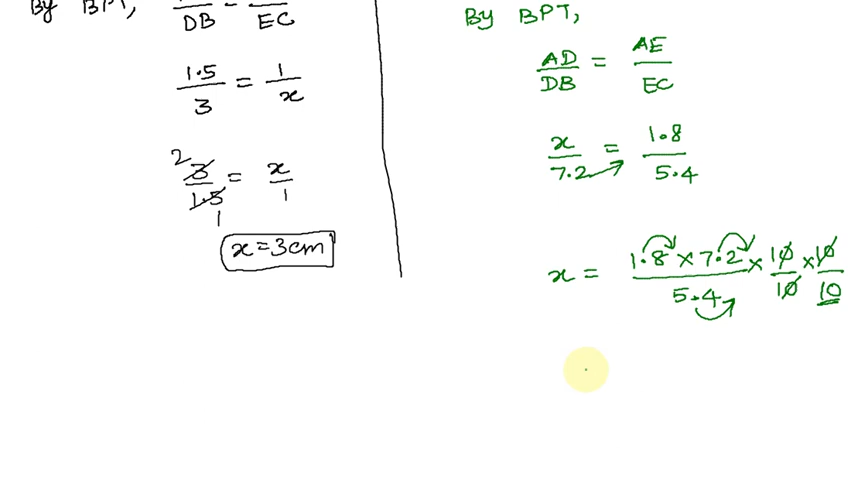 By BPT, /DB = /EC
1.5/3 = 1/x
2 3/1.5 = x/1
1
x=3cm
By BPT,
AD/DB = AE/EC
x/7.2 = 1.8/5.4
x = 1.8 × 7.2/5.4 × 10/10 × 10/10